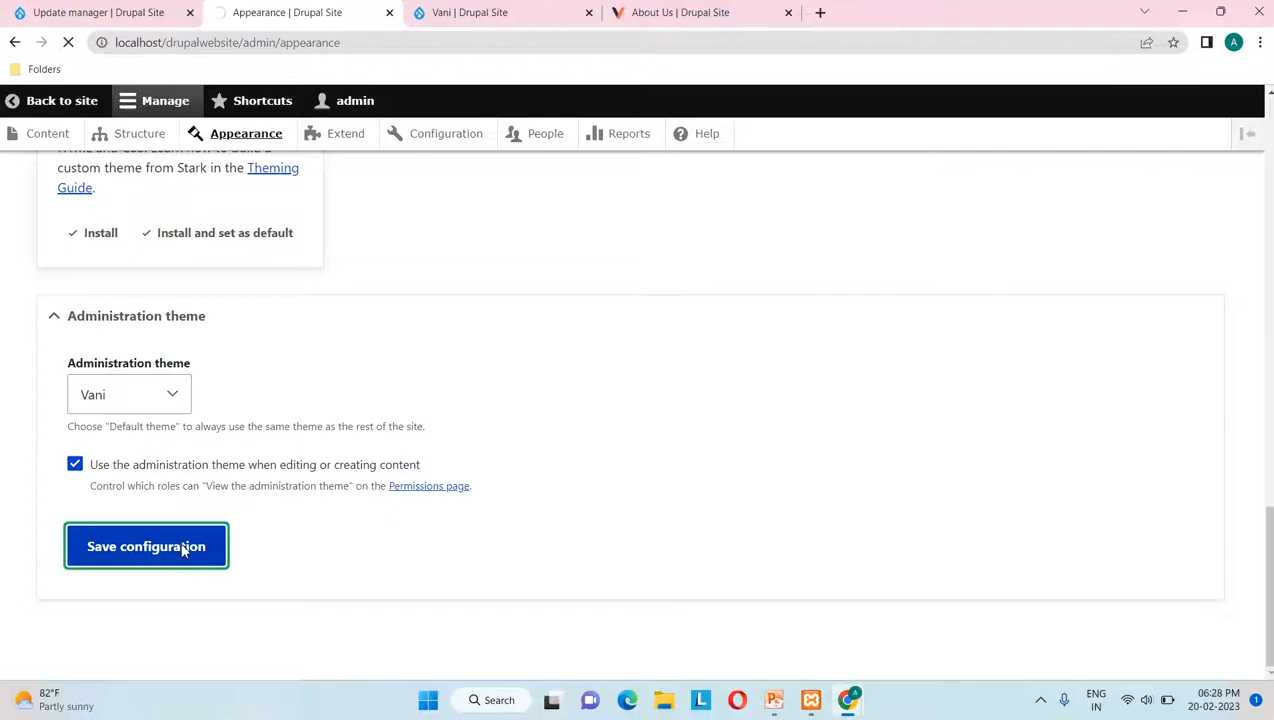 Update manager | Drupal Site
Appearance | Drupal Site
Vani | Drupal Site
About Us | Drupal Site
localhost/drupalwebsite/admin/appearance
A
Folders
Back to site
Manage
Shortcuts
admin
Content
Structure
Appearance
Extend
Configuration
People
Reports
Help
custom theme from Stark in the Theming
Guide.
Install
Install and set as default
Administration theme
Administration theme
Vani
Choose "Default theme" to always use the same theme as the rest of the site.
Use the administration theme when editing or creating content
Control which roles can "View the administration theme" on the Permissions page.
Save configuration
82°F
Partly sunny
Search
L
A
ENG
IN
06:28 PM
20-02-2023
1